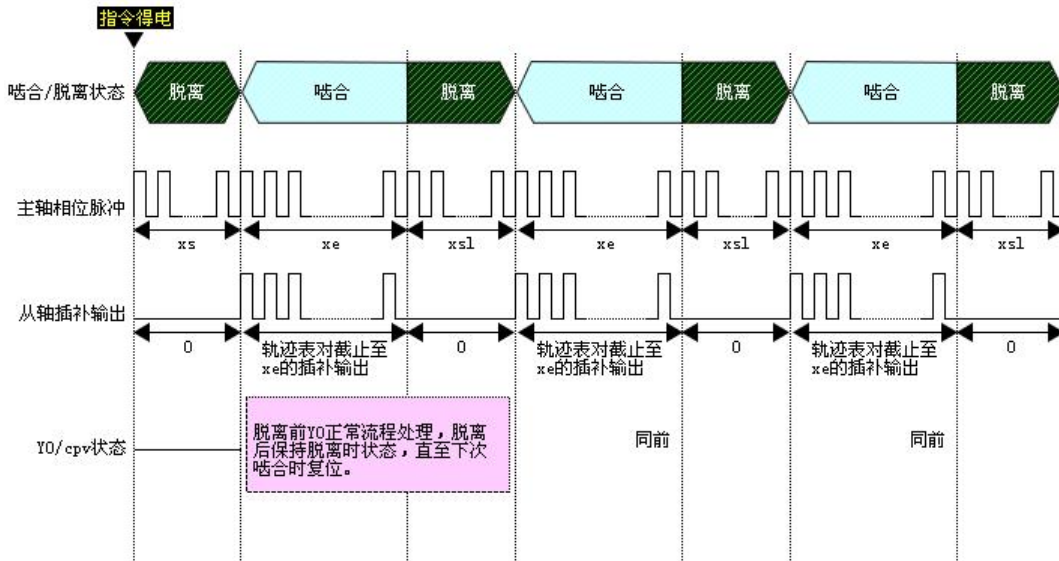 指令得电
啮合/脱离状态
脱离
啮合
脱离
啮合
脱离
啮合
脱离
主轴相位脉冲
xs
xe
xsl
xe
xsl
xe
xsl
从轴插补输出
0
轨迹表对截止至
xe的插补输出
0
轨迹表对截止至
xe的插补输出
0
轨迹表对截止至
xe的插补输出
0
Y0/cpv状态
脱离前Y0正常流程处理，脱离
后保持脱离时状态，直至下次
啮合时复位。
同前
同前